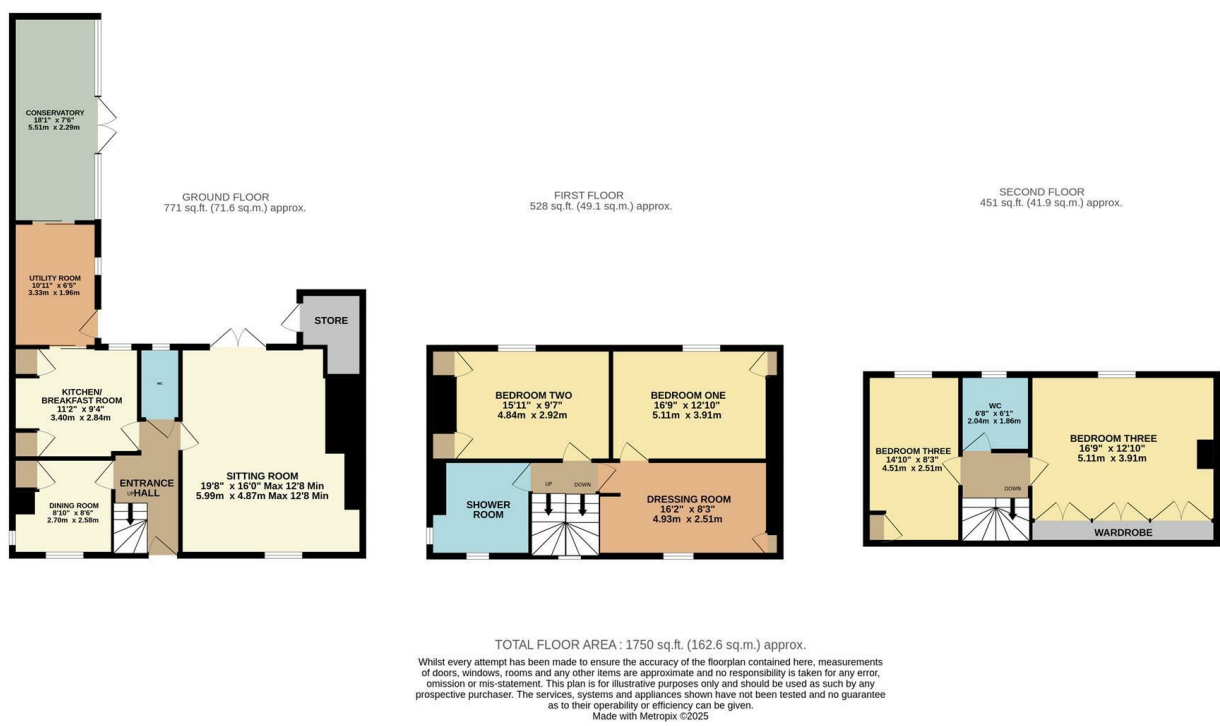 CONSERVATORY
18'1" x 7'6"
5.51m x 2.29m
GROUND FLOOR
771 sq.ft. (71.6 sq.m.) approx.
UTILITY ROOM
10'11" x 6'5"
3.33m x 1.96m
STORE
KITCHEN/
BREAKFAST ROOM
11'2" x 9'4"
3.40m x 2.84m
WC
SITTING ROOM
19'8" x 16'0" Max 12'8 Min
5.99m x 4.87m Max 12'8 Min
ENTRANCE
HALL
UP
DINING ROOM
8'10" x 8'6"
2.70m x 2.58m
FIRST FLOOR
528 sq.ft. (49.1 sq.m.) approx.
BEDROOM TWO
15'11" x 9'7"
4.84m x 2.92m
BEDROOM ONE
16'9" x 12'10"
5.11m x 3.91m
SHOWER
ROOM
UP
DOWN
DRESSING ROOM
16'2" x 8'3"
4.93m x 2.51m
SECOND FLOOR
451 sq.ft. (41.9 sq.m.) approx.
BEDROOM THREE
14'10" x 8'3"
4.51m x 2.51m
WC
6'8" x 6'1"
2.04m x 1.86m
DOWN
BEDROOM THREE
16'9" x 12'10"
5.11m x 3.91m
WARDROBE
TOTAL FLOOR AREA : 1750 sq.ft. (162.6 sq.m.) approx.
Whilst every attempt has been made to ensure the accuracy of the floorplan contained here, measurements
of doors, windows, rooms and any other items are approximate and no responsibility is taken for any error,
omission or mis-statement. This plan is for illustrative purposes only and should be used as such by any
prospective purchaser. The services, systems and appliances shown have not been tested and no guarantee
as to their operability or efficiency can be given.
Made with Metropix ©2025